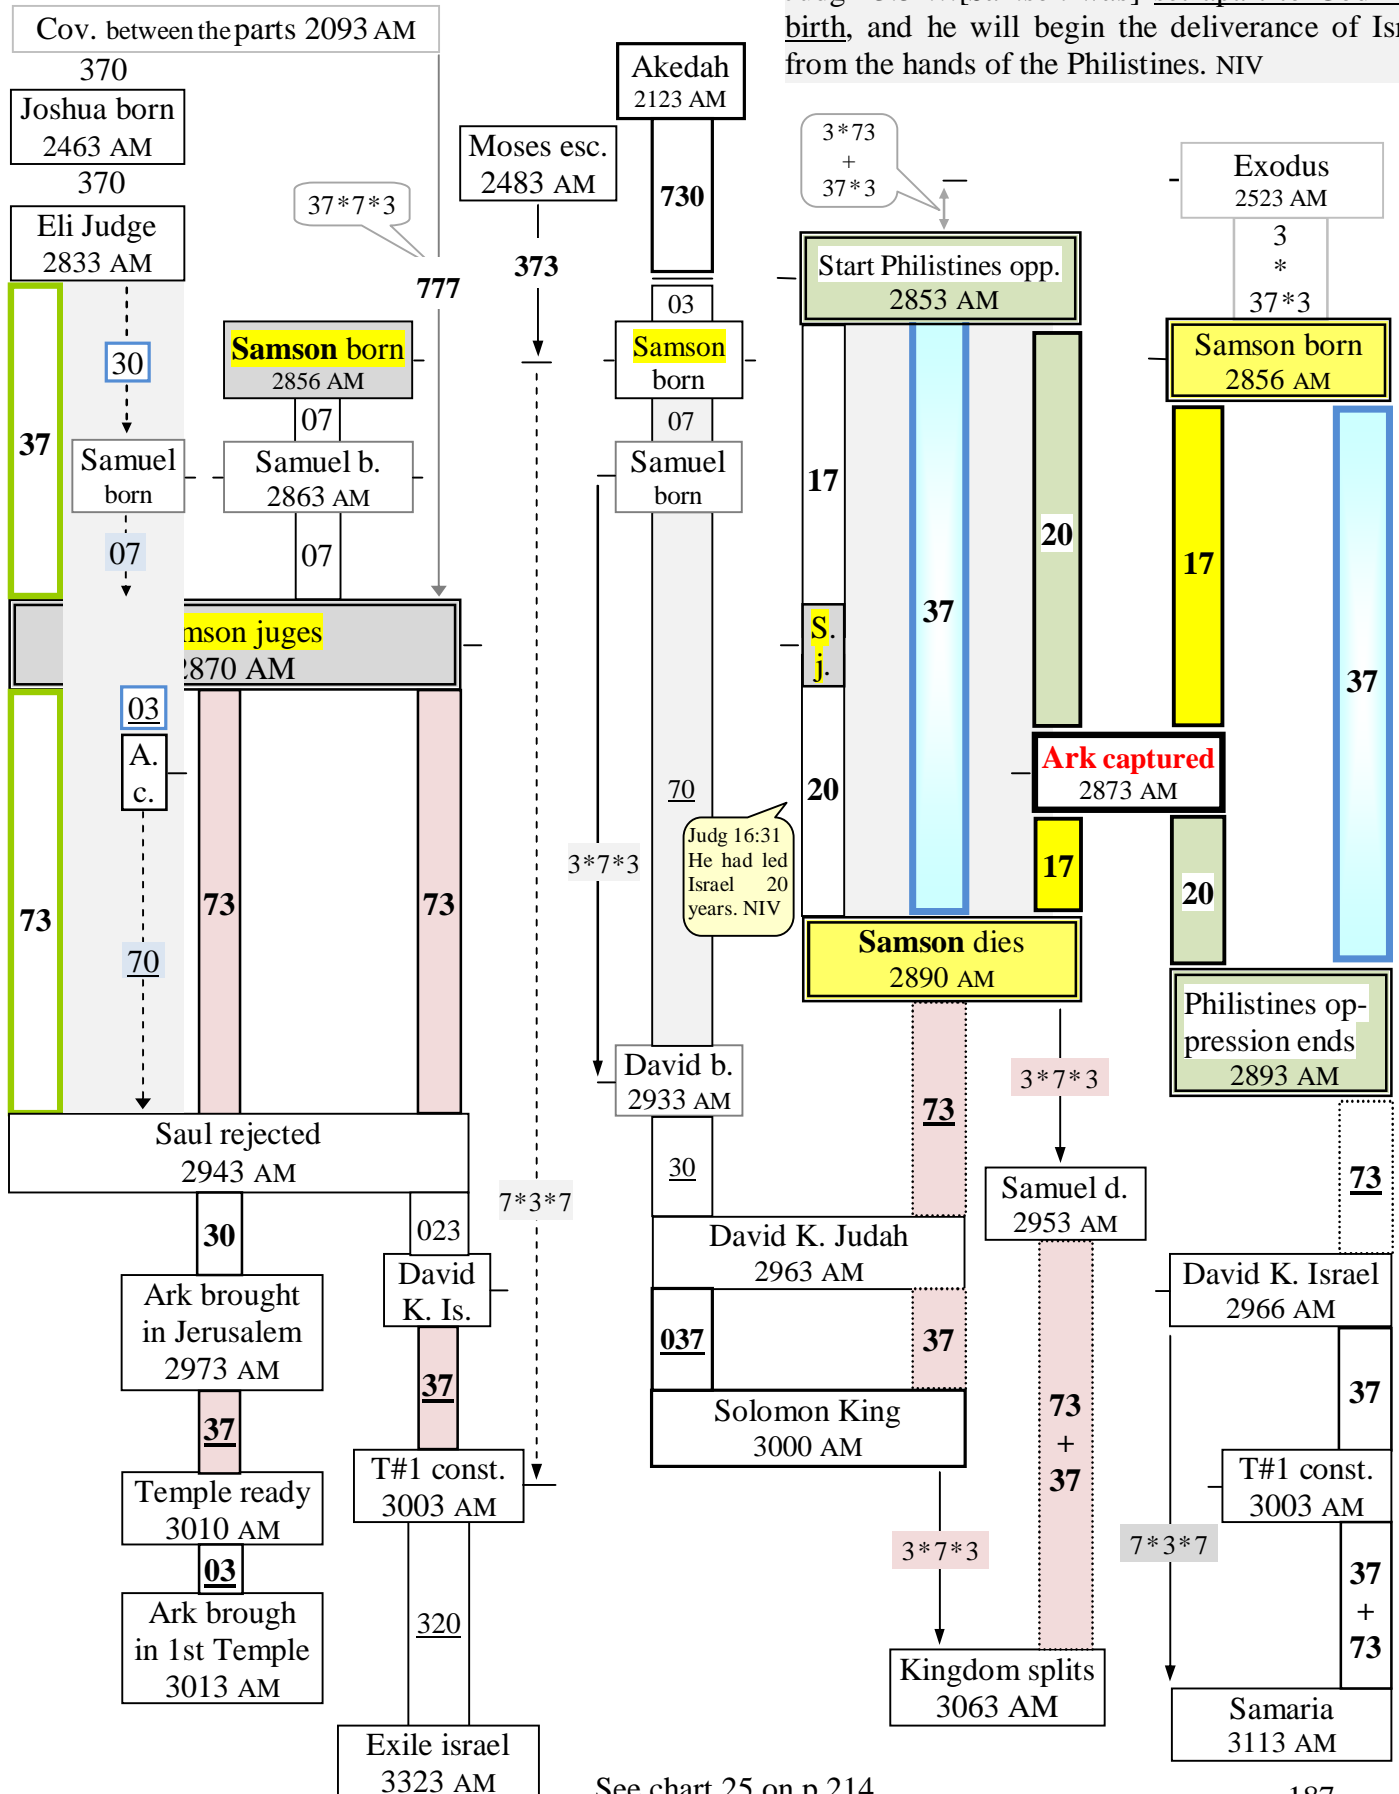 birth, and he will begin the deliverance of
from the hands of the Philistines. NIV
Cov. between the parts 2093 AM
370
Joshua born
2463 AM
370
Eli Judge
2833 AM
37
30
Samuel
born
07
37*7*3
777
Samson born
2856 AM
07
Samuel b.
2863 AM
07
juges
AM
03
A.
c.
70
73
73
73
Saul rejected
2943 AM
30
Ark brought
in Jerusalem
2973 AM
37
Temple ready
3010 AM
03
Ark brough
in 1st Temple
3013 AM
023
David
K. Is.
37
T#1 const.
3003 AM
320
Exile israel
3323 AM
Moses esc.
2483 AM
373
7*3*7
Akedah
2123 AM
730
03
Samson
born
07
Samuel
born
3*7*3
70
David b.
2933 AM
30
David K. Judah
2963 AM
037
37
Solomon King
3000 AM
3*7*3
3*73
+
37*3
Start Philistines opp.
2853 AM
17
S.
j.
20
Judg 16:31
He had led
Israel 20
years. NIV
37
20
Ark captured
2873 AM
17
Samson dies
2890 AM
73
3*7*3
Samuel d.
2953 AM
73
+
37
Kingdom splits
3063 AM
Exodus
2523 AM
3
*
37*3
Samson born
2856 AM
17
37
20
Philistines op-
pression ends
2893 AM
73
David K. Israel
2966 AM
37
T#1 const.
3003 AM
7*3*7
37
+
73
Samaria
3113 AM
See chart 25 on p.214
187